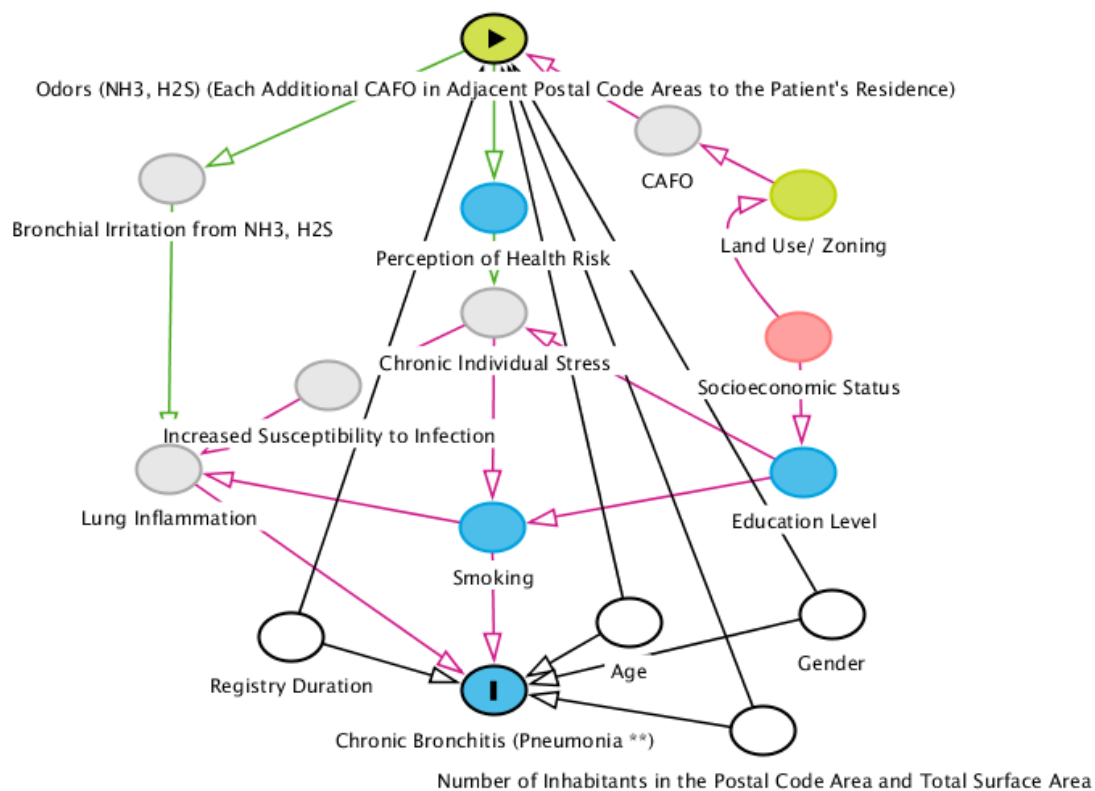 Odors (NH3, H2S) (Each Additional CAFO in Adjacent Postal Code Areas to the Patient's Residence)
CAFO
Bronchial Irritation from NH3, H2S
Land Use/ Zoning
Perception of Health Risk
Chronic Individual Stress
Socioeconomic Status
Increased Susceptibility to Infection
Lung Inflammation
Education Level
Smoking
Gender
Age
Registry Duration
Chronic Bronchitis (Pneumonia **)
Number of Inhabitants in the Postal Code Area and Total Surface Area